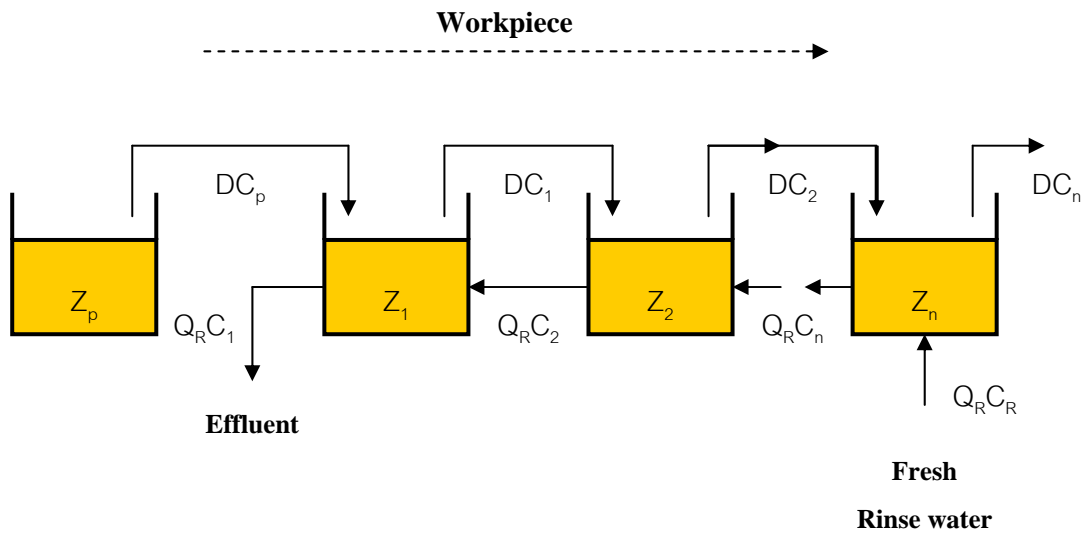 Workpiece
DCp
DC1
DC2
DCn
Zp
Z1
Z2
Zn
QRC1
QRC2
QRCn
QRCR
Effluent
Fresh
Rinse water